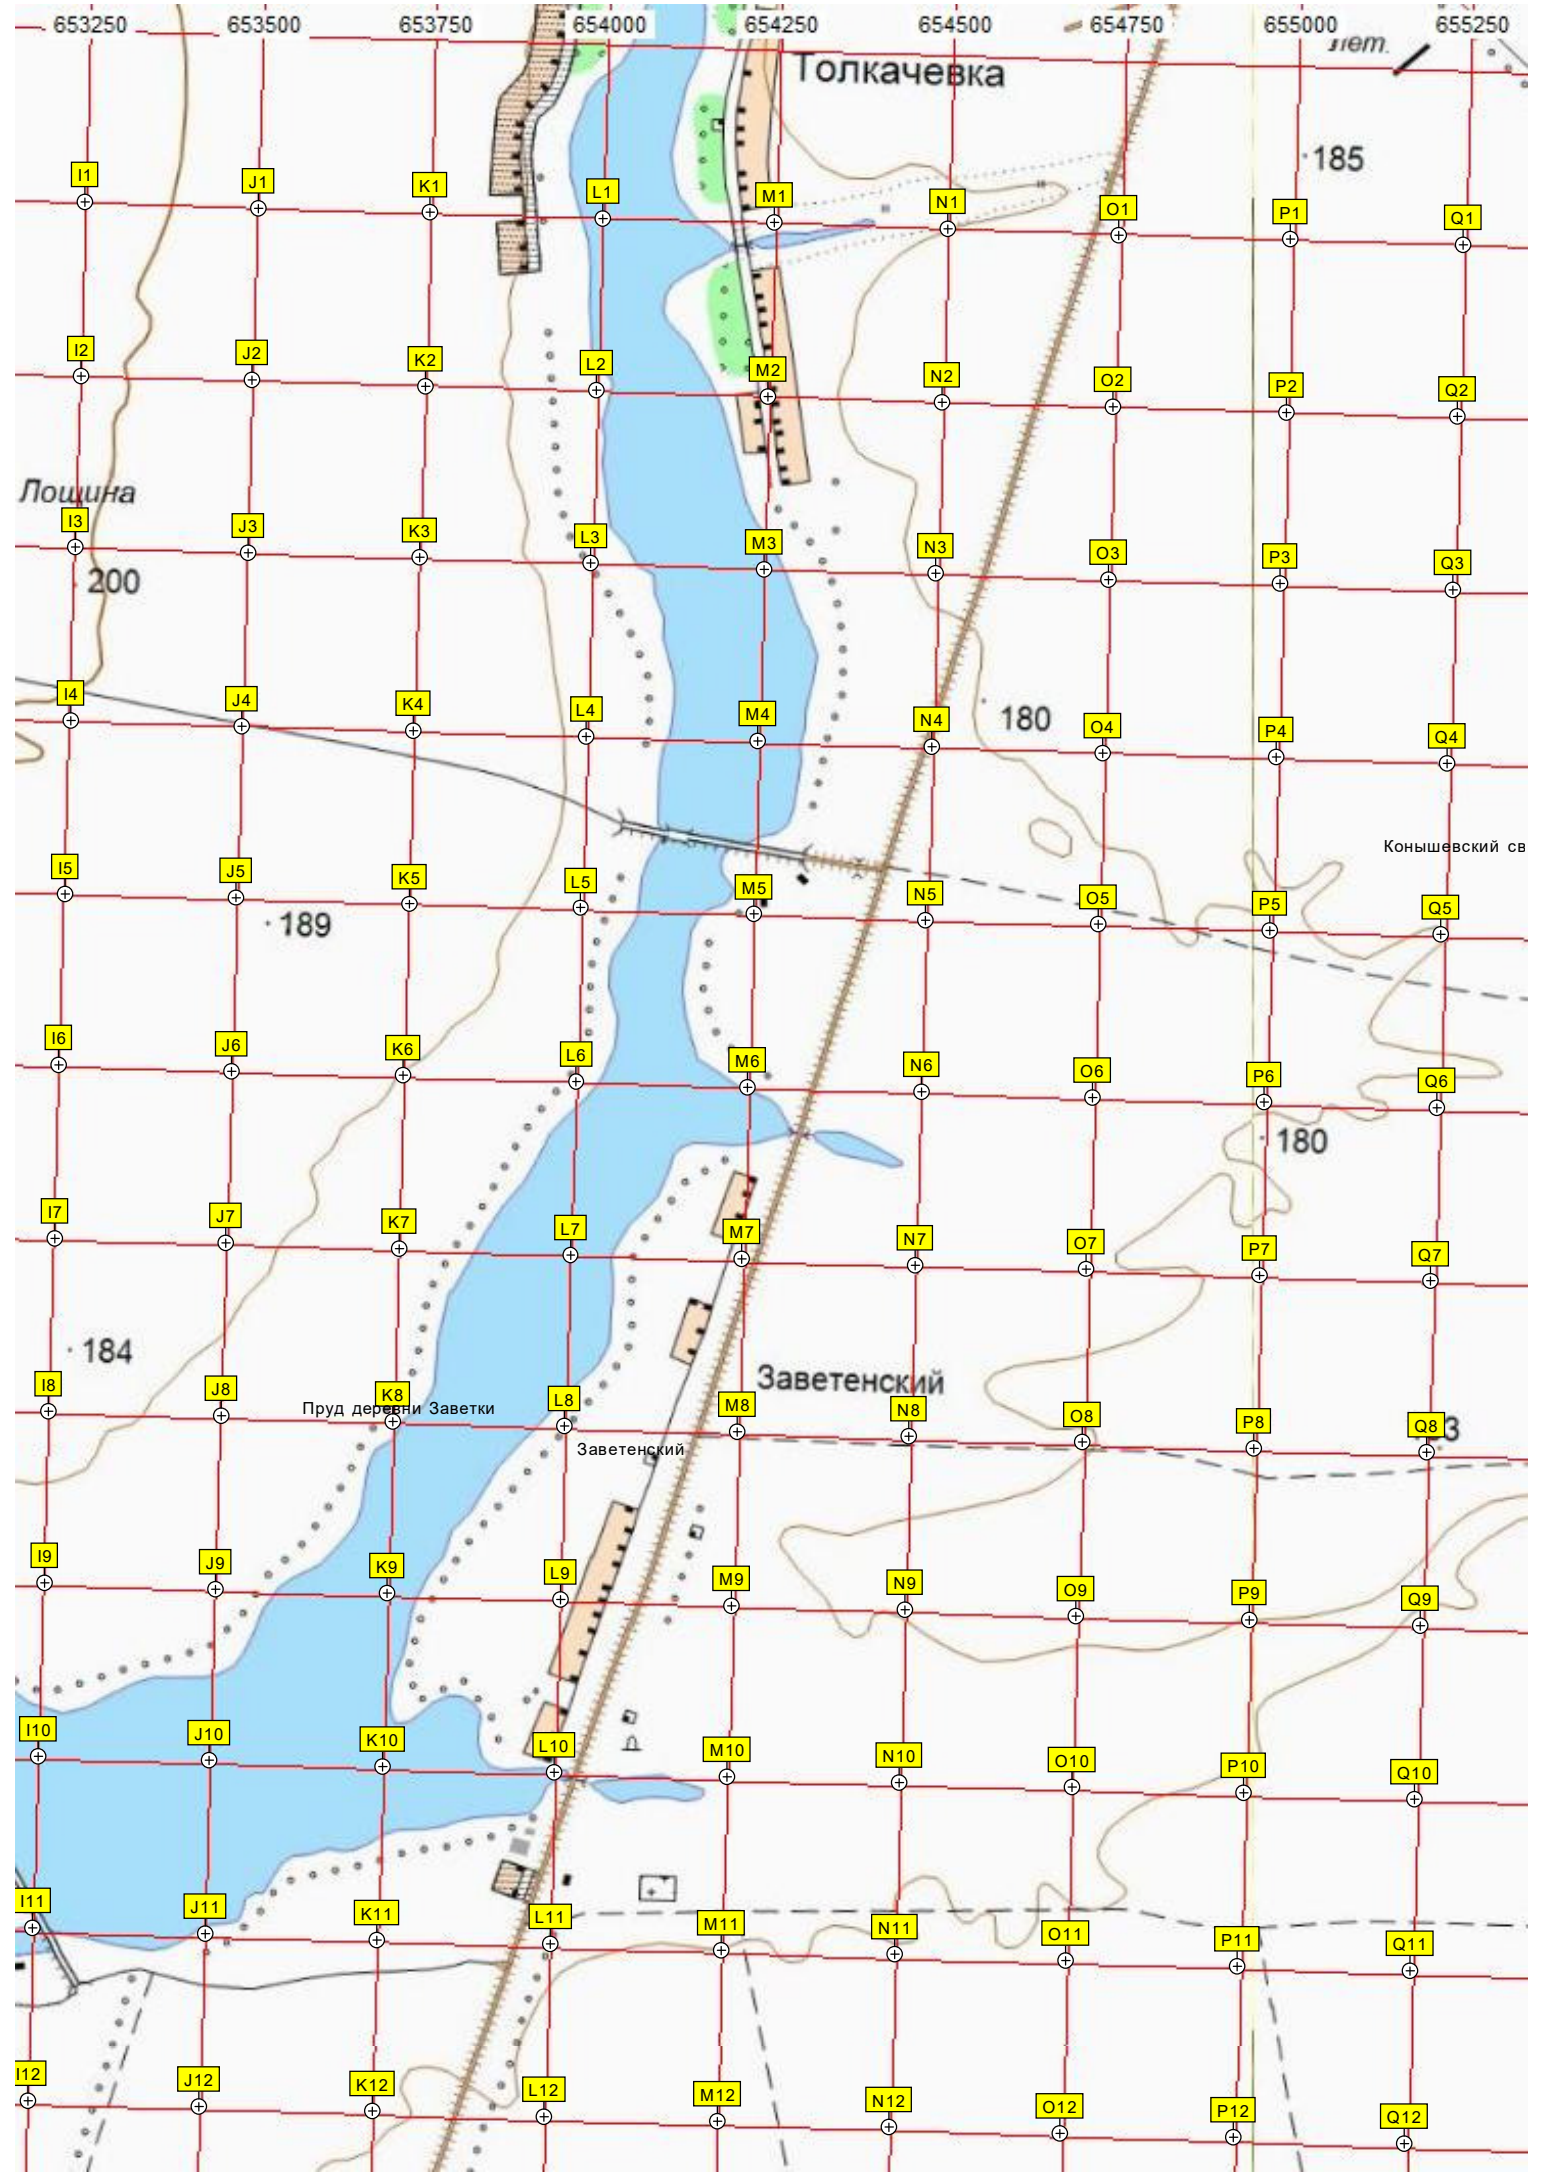 653250 653500 653750 654000 654250 654500 654750 655000 655250
лет.
Толкачевка
185
I1 J1 K1 L1 M1 N1 O1 P1 Q1
I2 J2 K2 L2 M2 N2 O2 P2 Q2
Лощина
I3 J3 K3 L3 M3 N3 O3 P3 Q3
200
I4 J4 K4 L4 M4 N4 O4 P4 Q4
180
Конышевский св
I5 J5 K5 L5 M5 N5 O5 P5 Q5
189
I6 J6 K6 L6 M6 N6 O6 P6 Q6
180
I7 J7 K7 L7 M7 N7 O7 P7 Q7
184
Заветенский
I8 J8 K8 L8 M8 N8 O8 P8 Q8
3
Пруд деревни Заветки
Заветенский
I9 J9 K9 L9 M9 N9 O9 P9 Q9
I10 J10 K10 L10 M10 N10 O10 P10 Q10
I11 J11 K11 L11 M11 N11 O11 P11 Q11
I12 J12 K12 L12 M12 N12 O12 P12 Q12